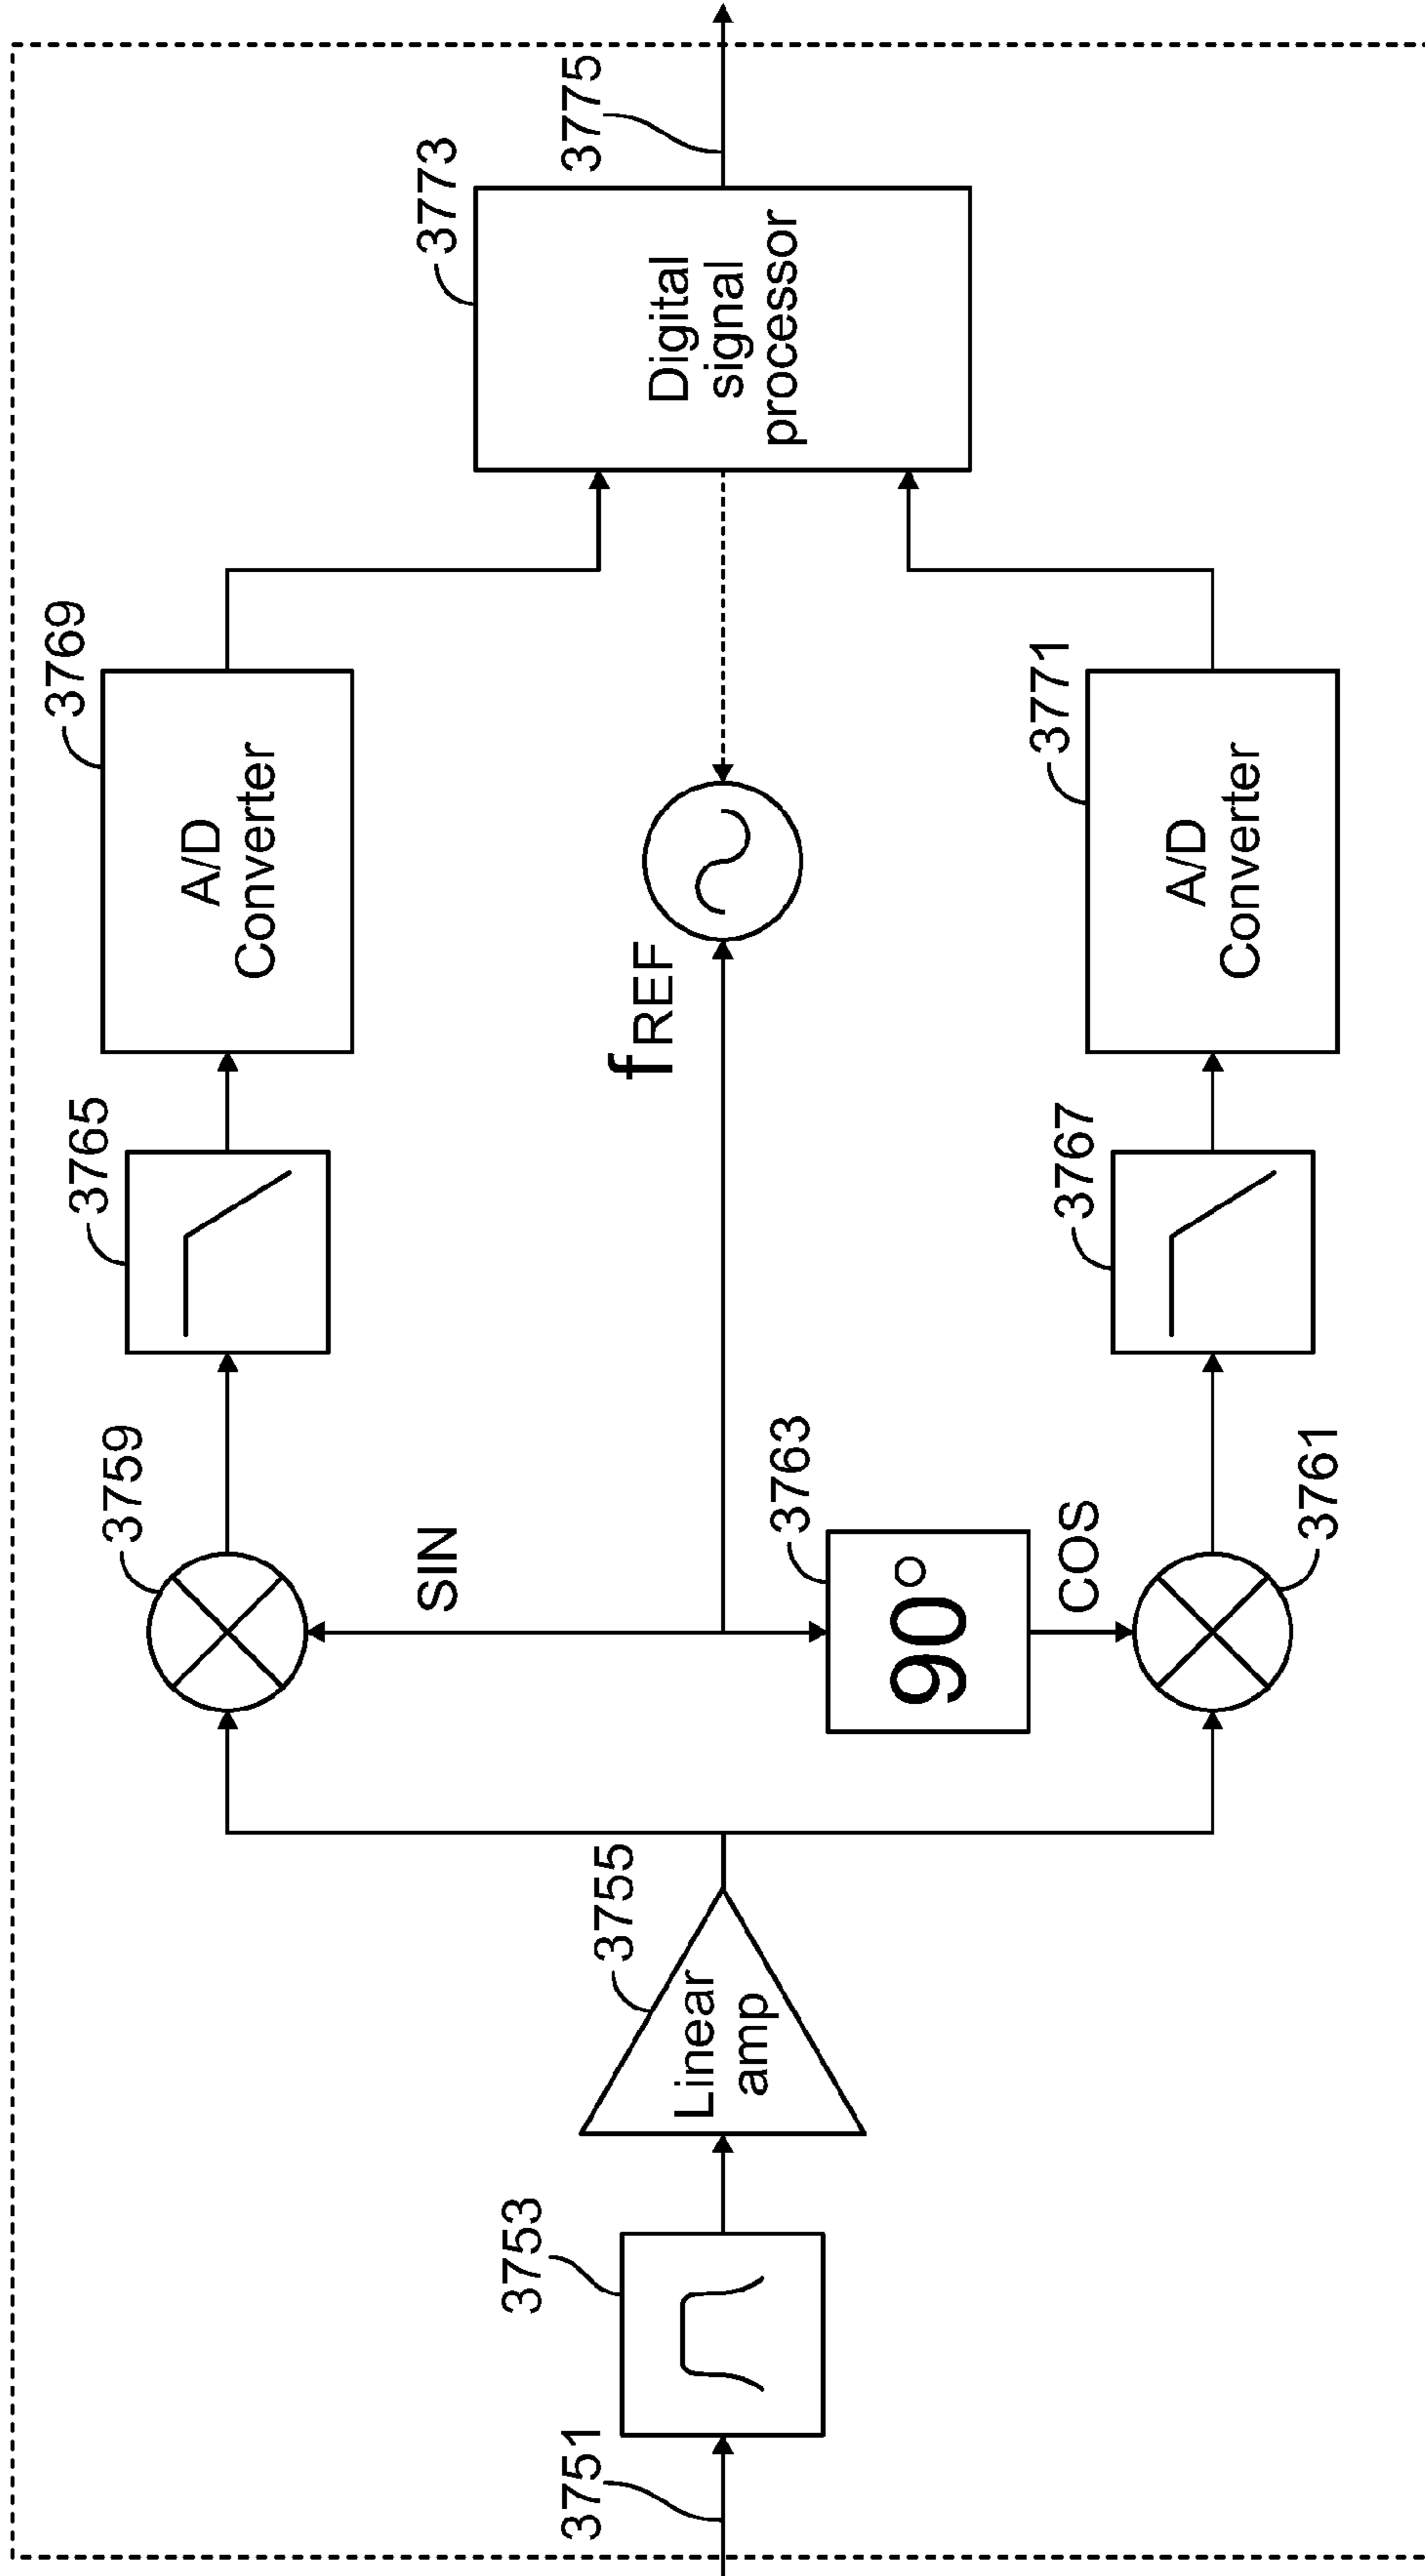 3751
3753
3755
Linear
amp
3759
SIN
3763
90°
COS
3761
3765
3767
fREF
3769
A/D
Converter
3771
A/D
Converter
3773
Digital
signal
processor
3775